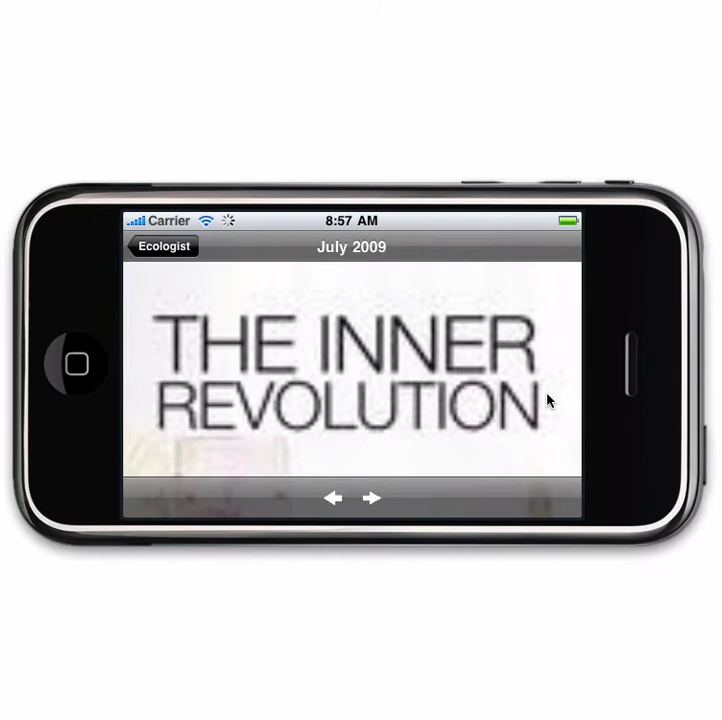 Carrier 8:57 AM
Ecologist July 2009
THE INNER
REVOLUTION